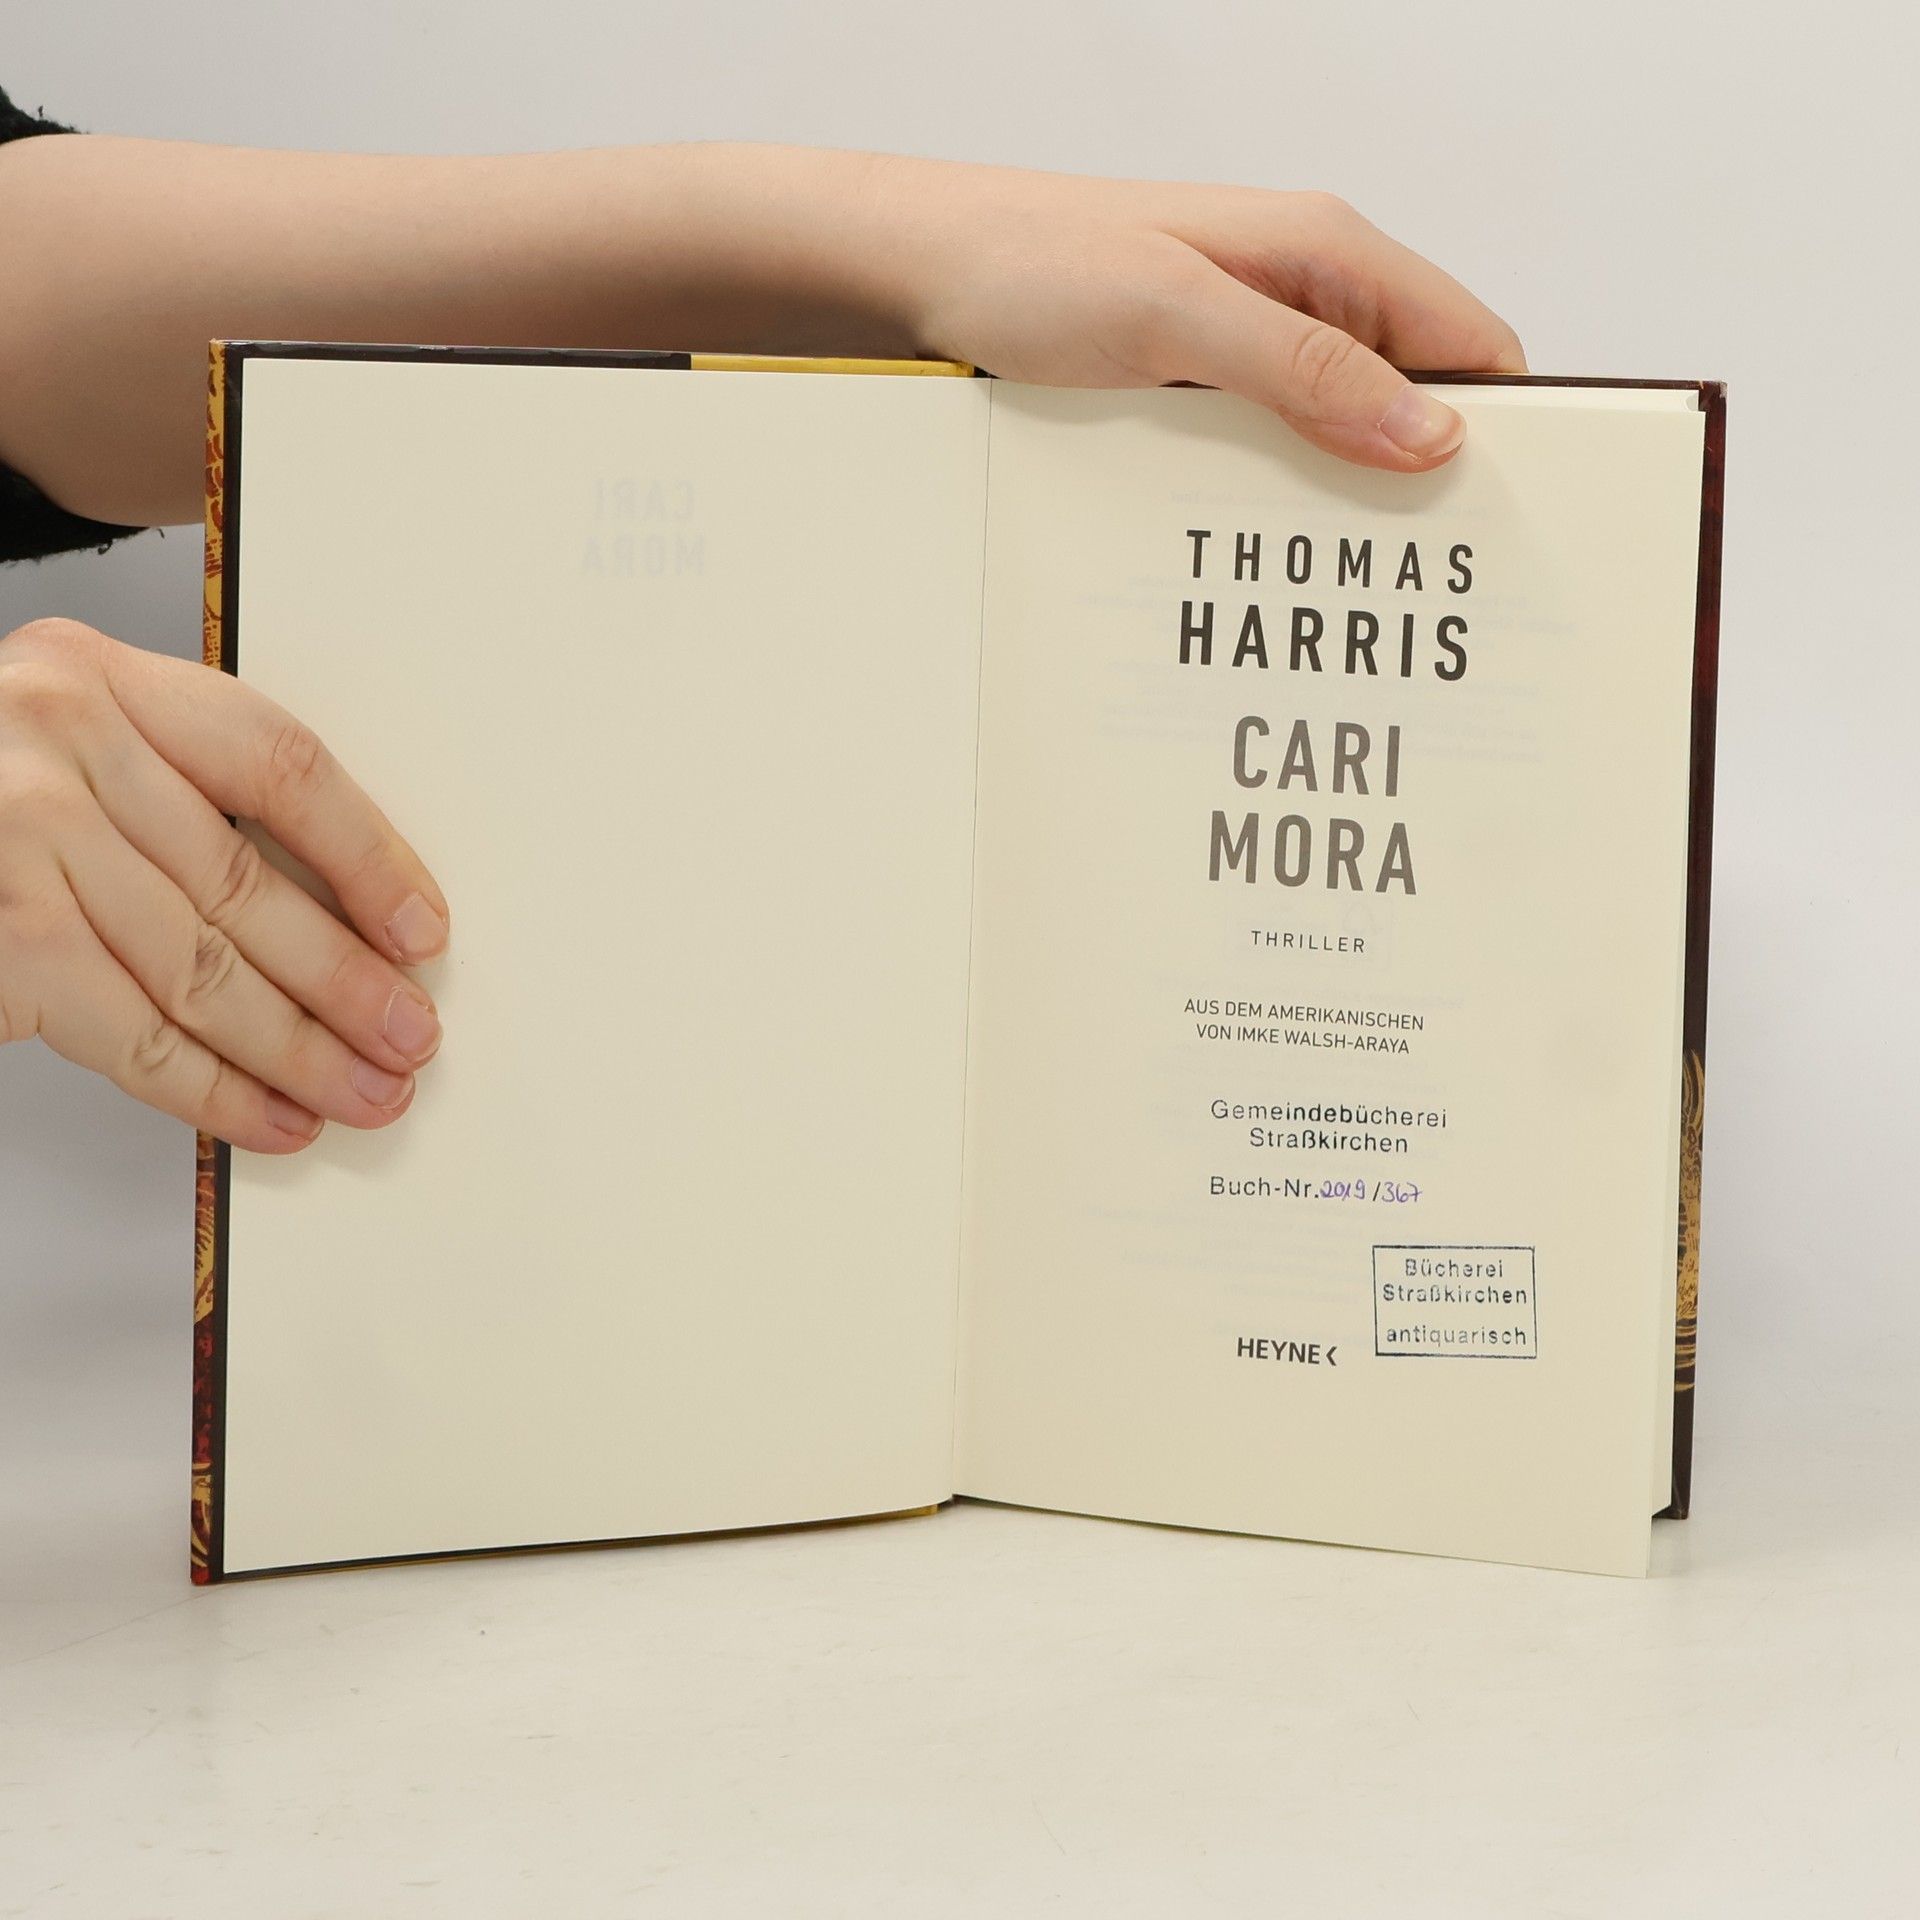 THOMAS
HARRIS
CARI
MORA
THRILLER
AUS DEM AMERIKANISCHEN
VON IMKE WALSH-ARAYA
Gemeindebücherei
Straßkirchen
Buch-Nr.2019/367
Bücherei
Straßkirchen
antiquarisch
HEYNE<